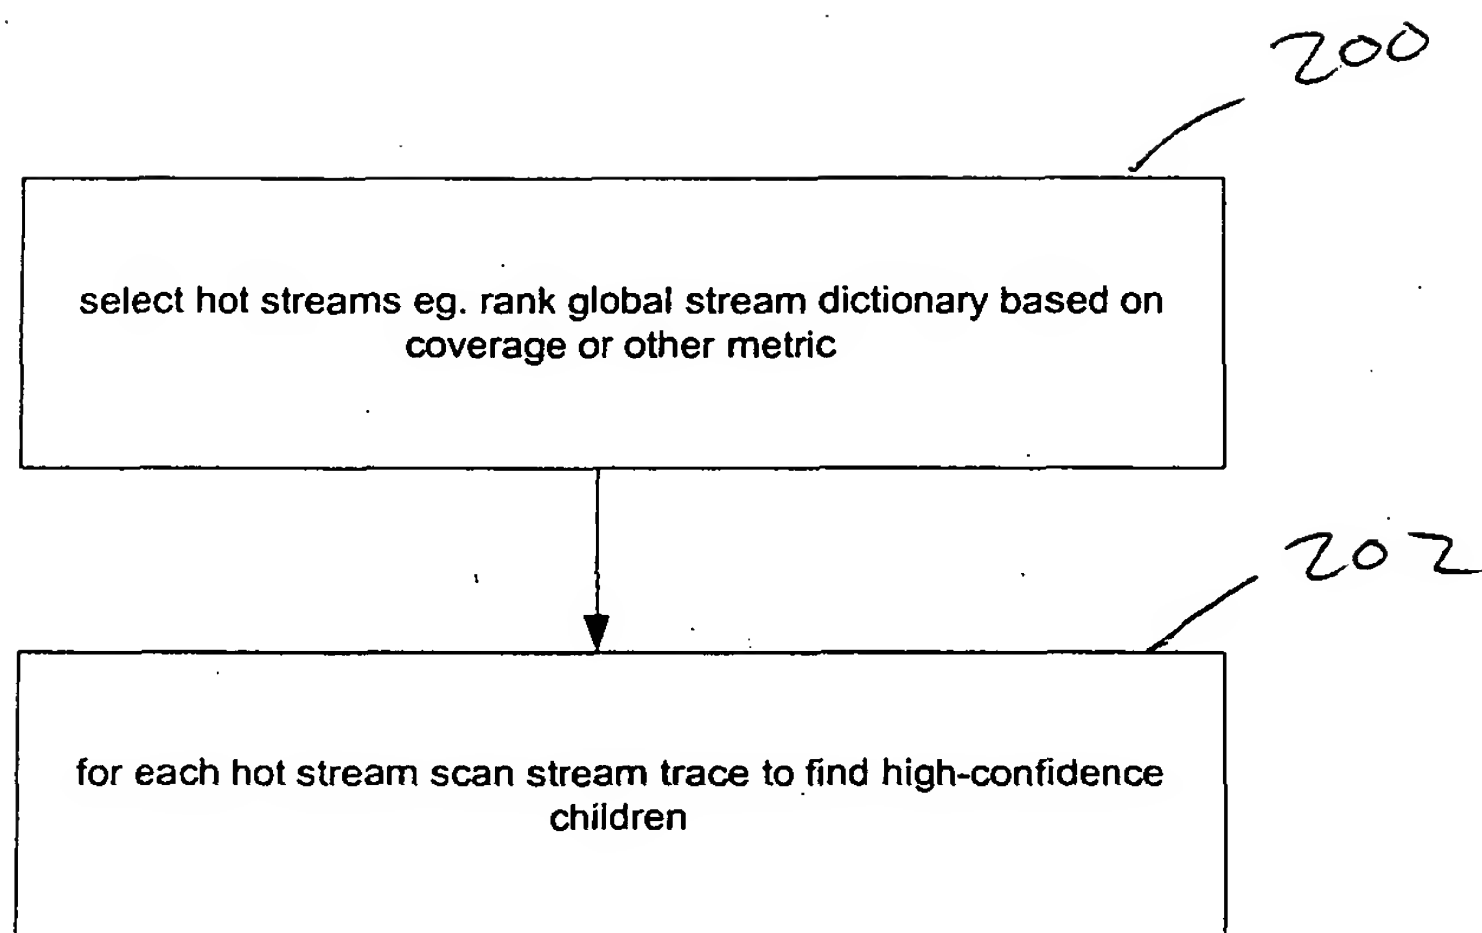 200
select hot streams eg. rank global stream dictionary based on
coverage or other metric
202
for each hot stream scan stream trace to find high-confidence
children